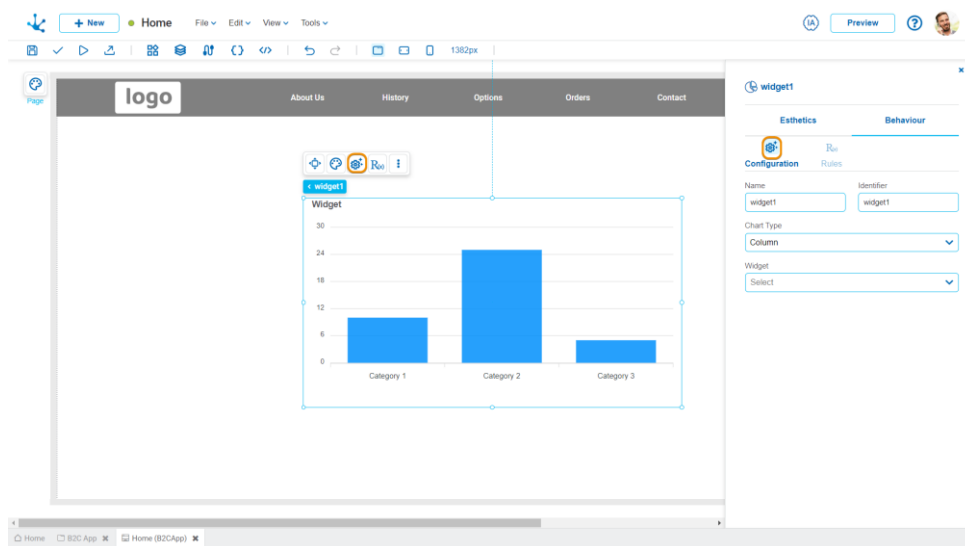 + New
Home
File
Edit
View
Tools
IA
Preview
?
1382px
Page
logo
About Us
History
Options
Orders
Contact
widget1
Esthetics
Behaviour
Configuration
Rules
Name
Identifier
widget1
widget1
Chart Type
Column
Widget
Select
< widget1
Widget
30
24
18
12
6
0
Category 1
Category 2
Category 3
Home
B2C App
Home (B2CApp)